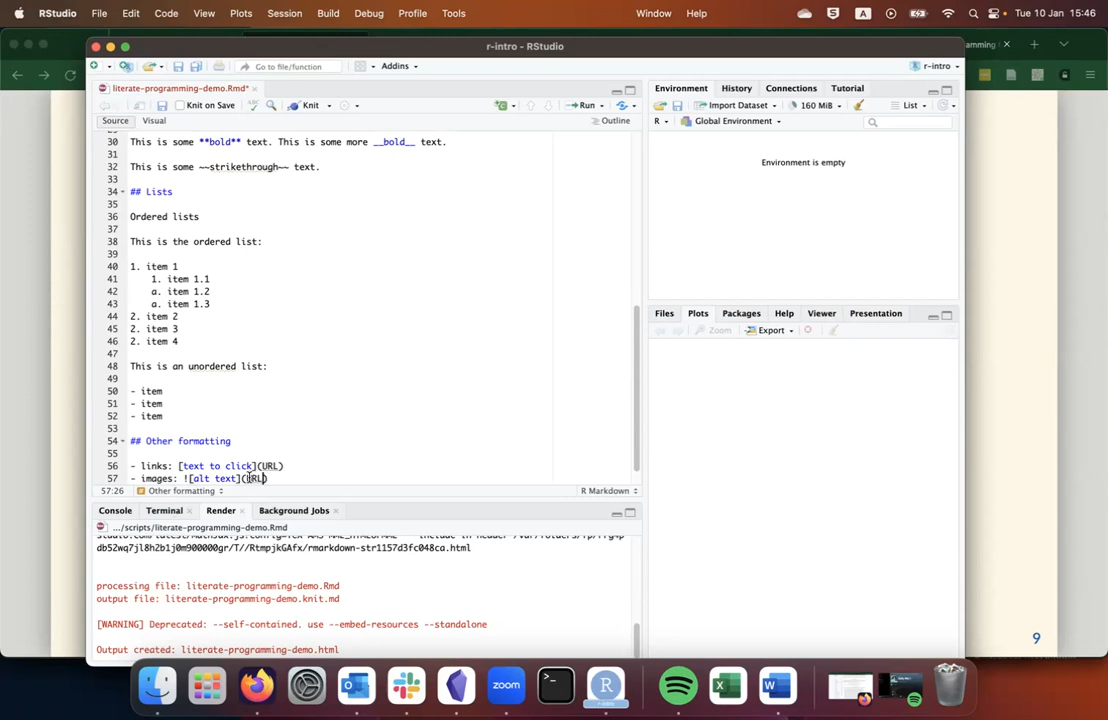 RStudio File Edit Code View Plots Session Build Debug Profile Tools Window Help Tue 10 Jan 15:46
r-intro - RStudio
Go to file/function Addins r-intro
literate-programming-demo.Rmd*
Knit on Save Knit Run
Source Visual Outline
30 This is some **bold** text. This is some more __bold__ text.
31
32 This is some ~~strikethrough~~ text.
33
34 ## Lists
35
36 Ordered lists
37
38 This is the ordered list:
39
40 1. item 1
41 1. item 1.1
42 a. item 1.2
43 a. item 1.3
44 2. item 2
45 2. item 3
46 2. item 4
47
48 This is an unordered list:
49
50 - item
51 - item
52 - item
53
54 ## Other formatting
55
56 - links: [text to click](URL)
57 - images: ![alt text](URL)
57:26 Other formatting R Markdown
Console Terminal Render Background Jobs
.../scripts/literate-programming-demo.Rmd
db52wq7jl8h2b1j0m900000gr/T//RtmpjkGAfx/rmarkdown-str1157d3fc048ca.html
processing file: literate-programming-demo.Rmd
output file: literate-programming-demo.knit.md
[WARNING] Deprecated: --self-contained. use --embed-resources --standalone
Output created: literate-programming-demo.html
Environment History Connections Tutorial
Import Dataset 160 MiB List
R Global Environment
Environment is empty
Files Plots Packages Help Viewer Presentation
Zoom Export
9
zoom